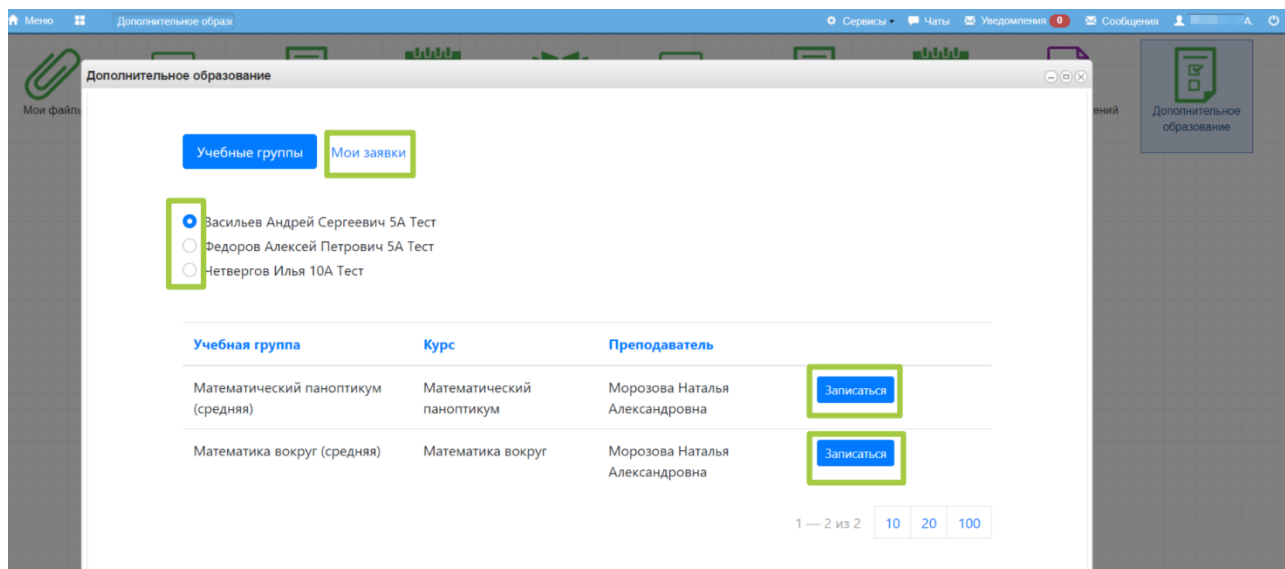 Меню Дополнительное образо Сервисы Чаты Уведомления 0 Сообщения А.
Дополнительное образование
Мои файлы
ений
Дополнительное
образование
Учебные группы Мои заявки
Васильев Андрей Сергеевич 5А Тест
Федоров Алексей Петрович 5А Тест
Четвергов Илья 10А Тест
Учебная группа Курс Преподаватель
Математический паноптикум Математический Морозова Наталья Записаться
(средняя) паноптикум Александровна
Математика вокруг (средняя) Математика вокруг Морозова Наталья Записаться
Александровна
1 — 2 из 2 10 20 100